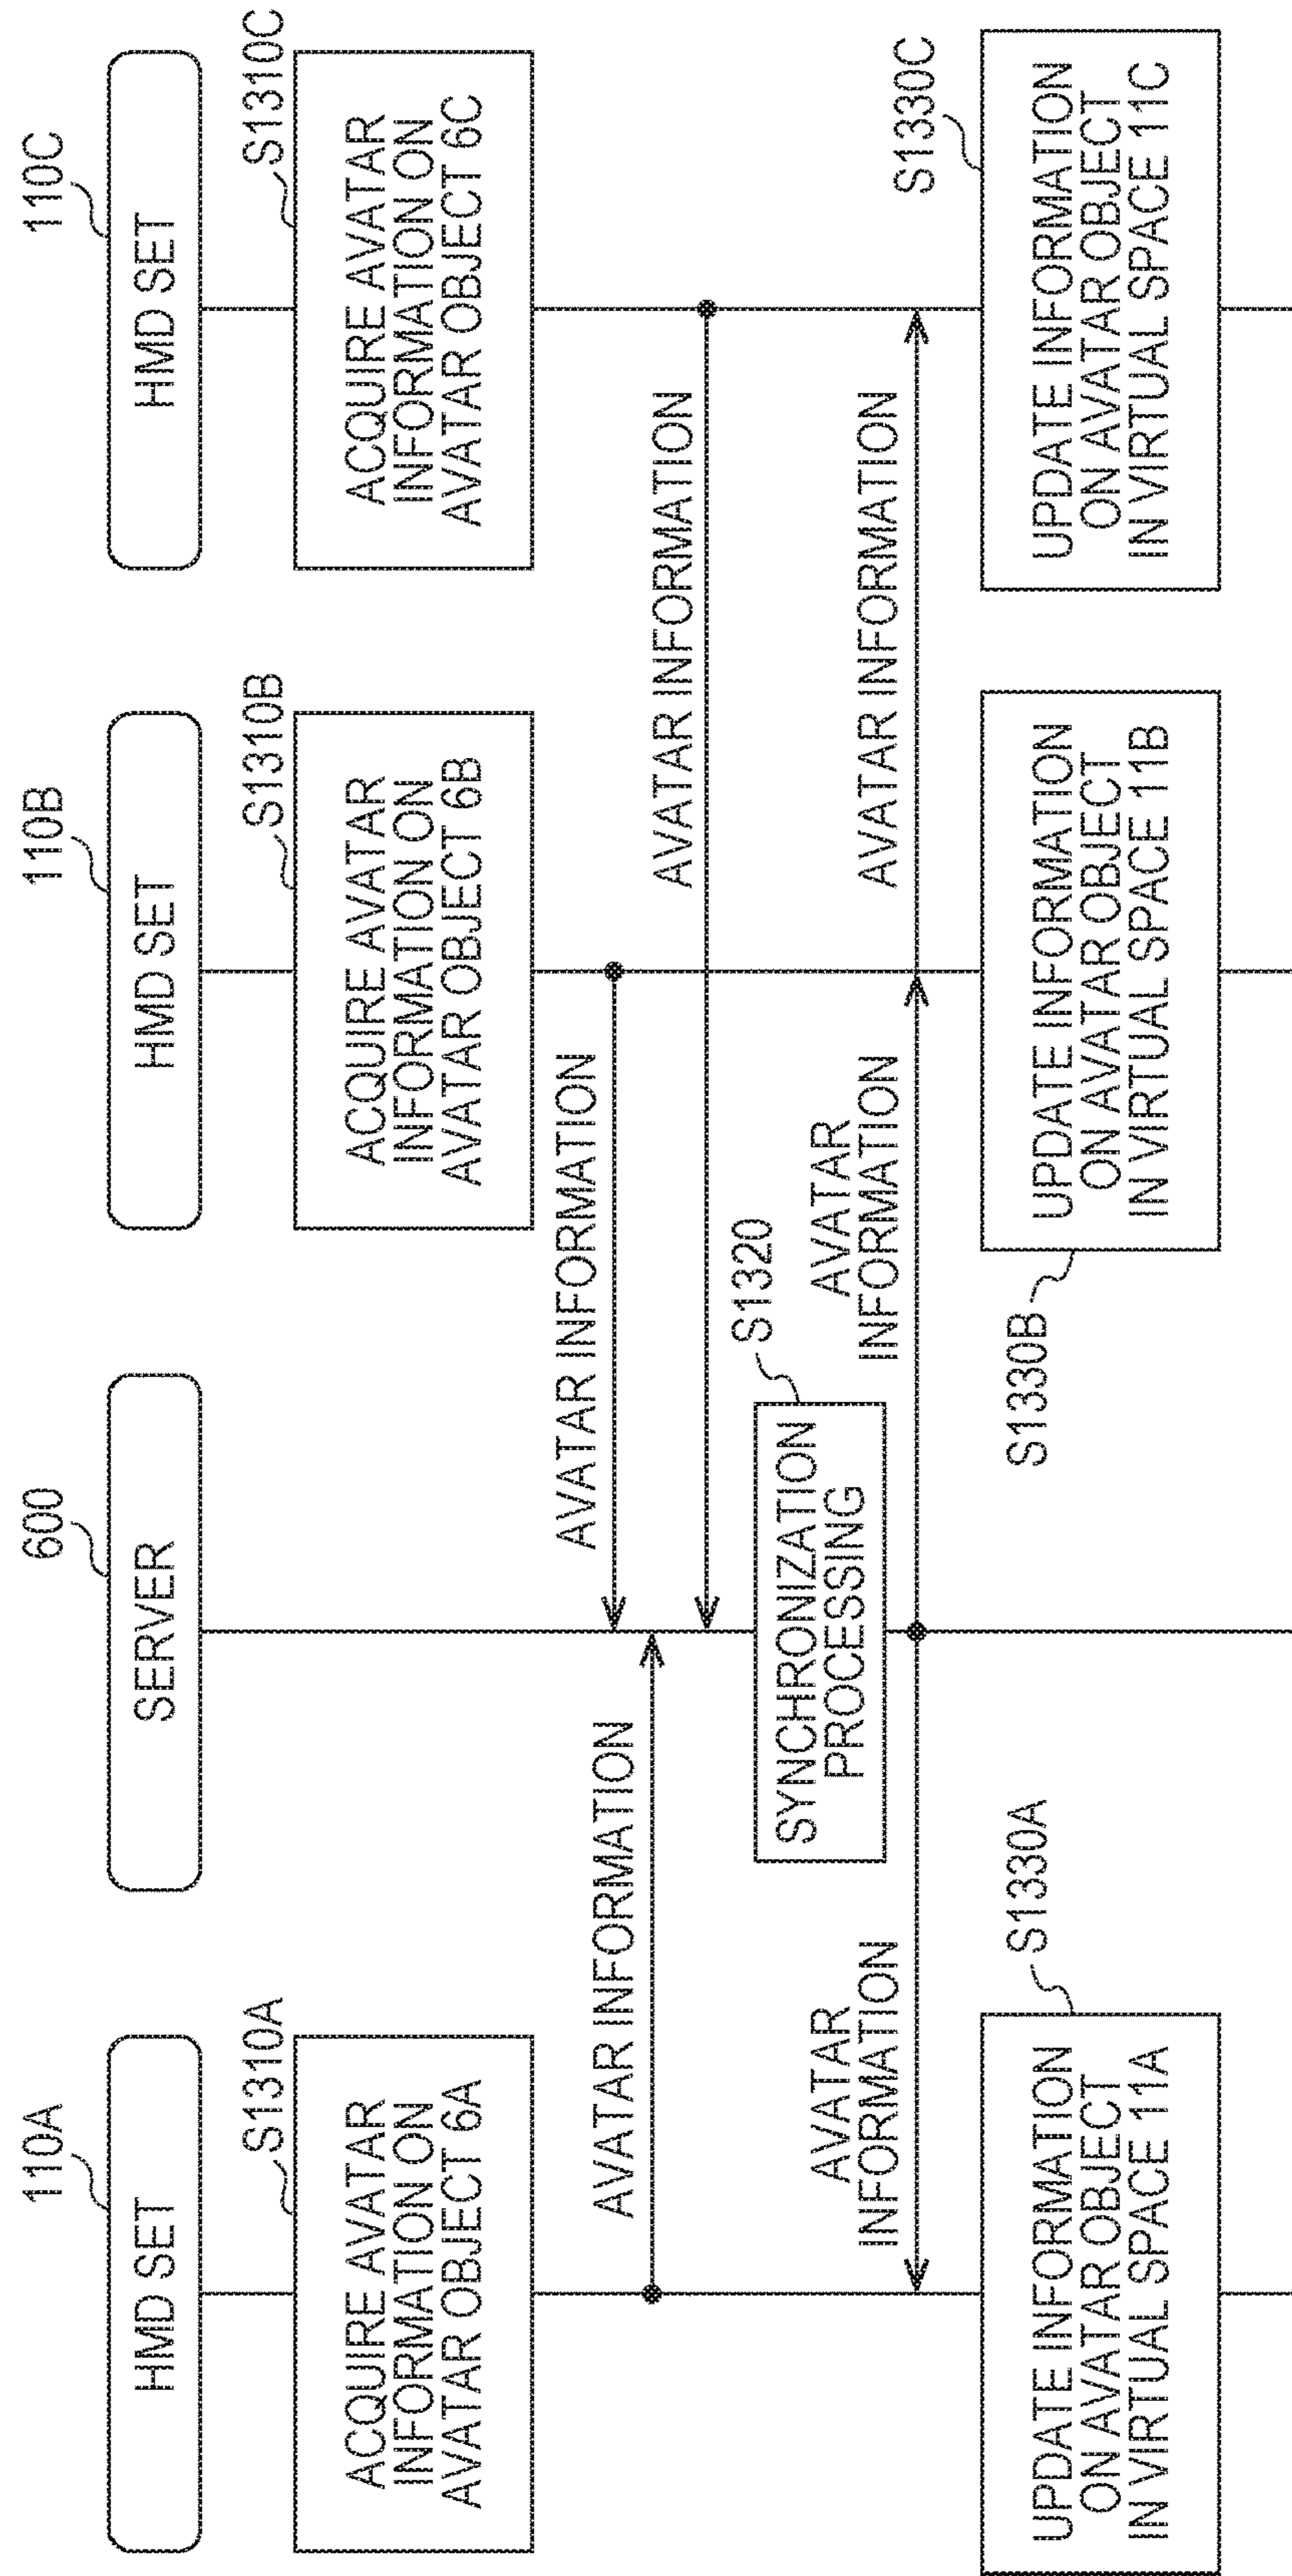 110A
HMD SET
600
SERVER
110B
HMD SET
110C
HMD SET
S1310A
ACQUIRE AVATAR
INFORMATION ON
AVATAR OBJECT 6A
S1310B
ACQUIRE AVATAR
INFORMATION ON
AVATAR OBJECT 6B
S1310C
ACQUIRE AVATAR
INFORMATION ON
AVATAR OBJECT 6C
AVATAR INFORMATION
AVATAR INFORMATION
AVATAR INFORMATION
S1320
SYNCHRONIZATION
PROCESSING
AVATAR
INFORMATION
AVATAR
INFORMATION
AVATAR INFORMATION
S1330A
UPDATE INFORMATION
ON AVATAR OBJECT
IN VIRTUAL SPACE 11A
S1330B
UPDATE INFORMATION
ON AVATAR OBJECT
IN VIRTUAL SPACE 11B
S1330C
UPDATE INFORMATION
ON AVATAR OBJECT
IN VIRTUAL SPACE 11C